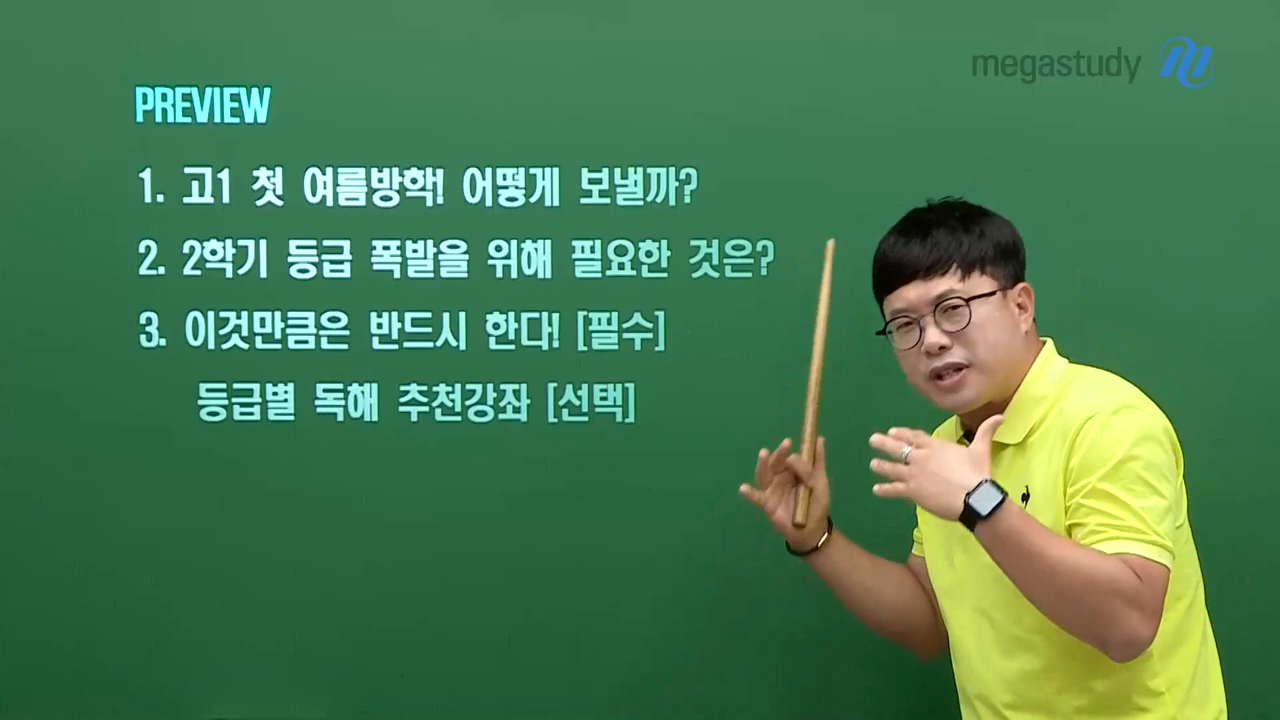 megastudy
PREVIEW
1. 고1 첫 여름방학! 어떻게 보낼까?
2. 2학기 등급 폭발을 위해 필요한 것은?
3. 이것만큼은 반드시 한다! [필수]
등급별 독해 추천강좌 [선택]